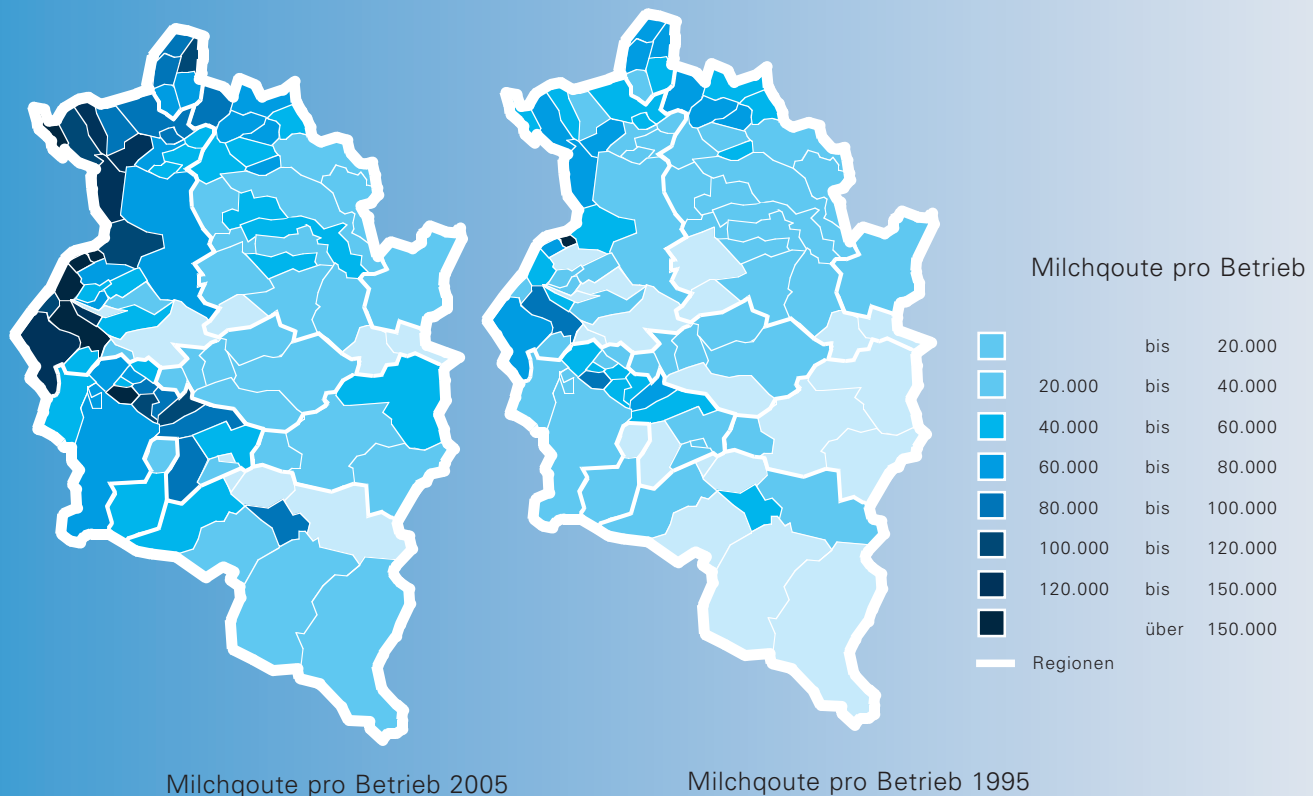 Milchqoute pro Betrieb
bis 20.000
20.000 bis 40.000
40.000 bis 60.000
60.000 bis 80.000
80.000 bis 100.000
100.000 bis 120.000
120.000 bis 150.000
über 150.000
Regionen
Milchqoute pro Betrieb 2005
Milchqoute pro Betrieb 1995